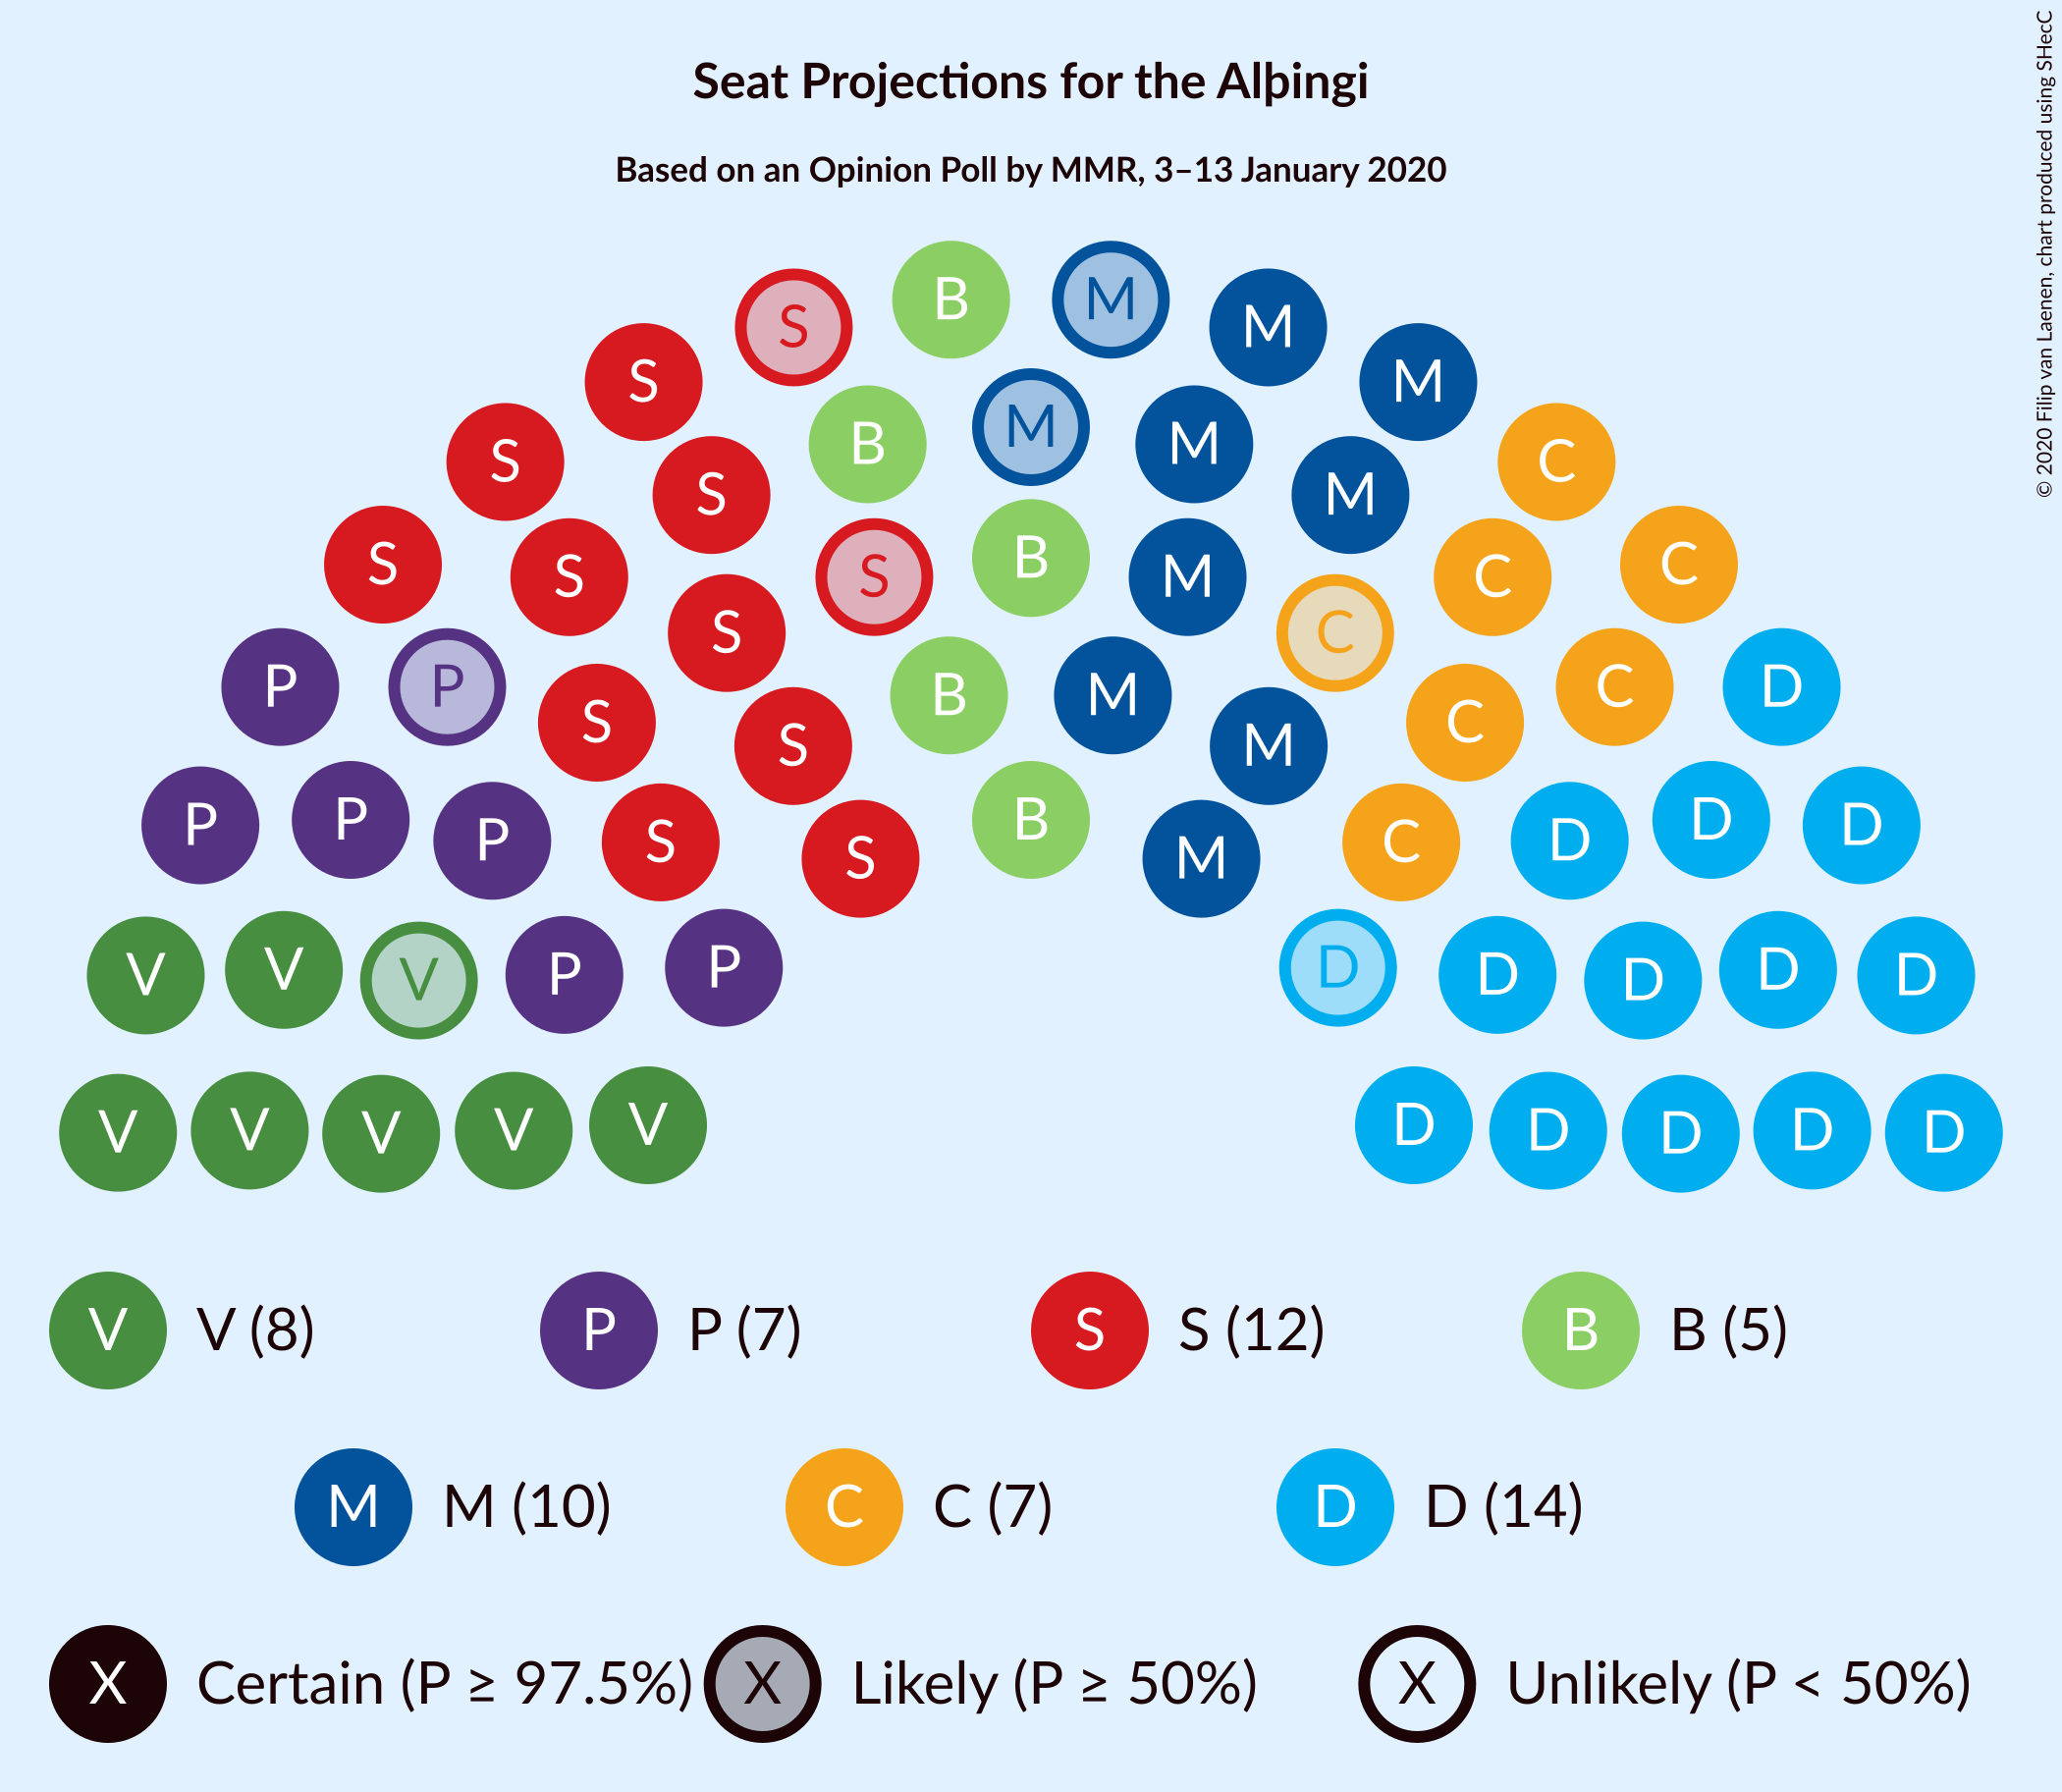 © 2020 Filip van Laenen, chart produced using SHecC
Seat Projections for the Alþingi
Based on an Opinion Poll by MMR, 3–13 January 2020
B M
S M
S M
M
B M
S C
S M
B
S C
S S M C
S C
P P C D
B M
S C
S M
P P B D D
P S C D
S M
V V V P P D D D D D
V V V V V D D D D D
V V (8) P P (7) S S (12) B B (5)
M M (10) C C (7) D D (14)
X Certain (P ≥ 97.5%) X Likely (P ≥ 50%) X Unlikely (P < 50%)